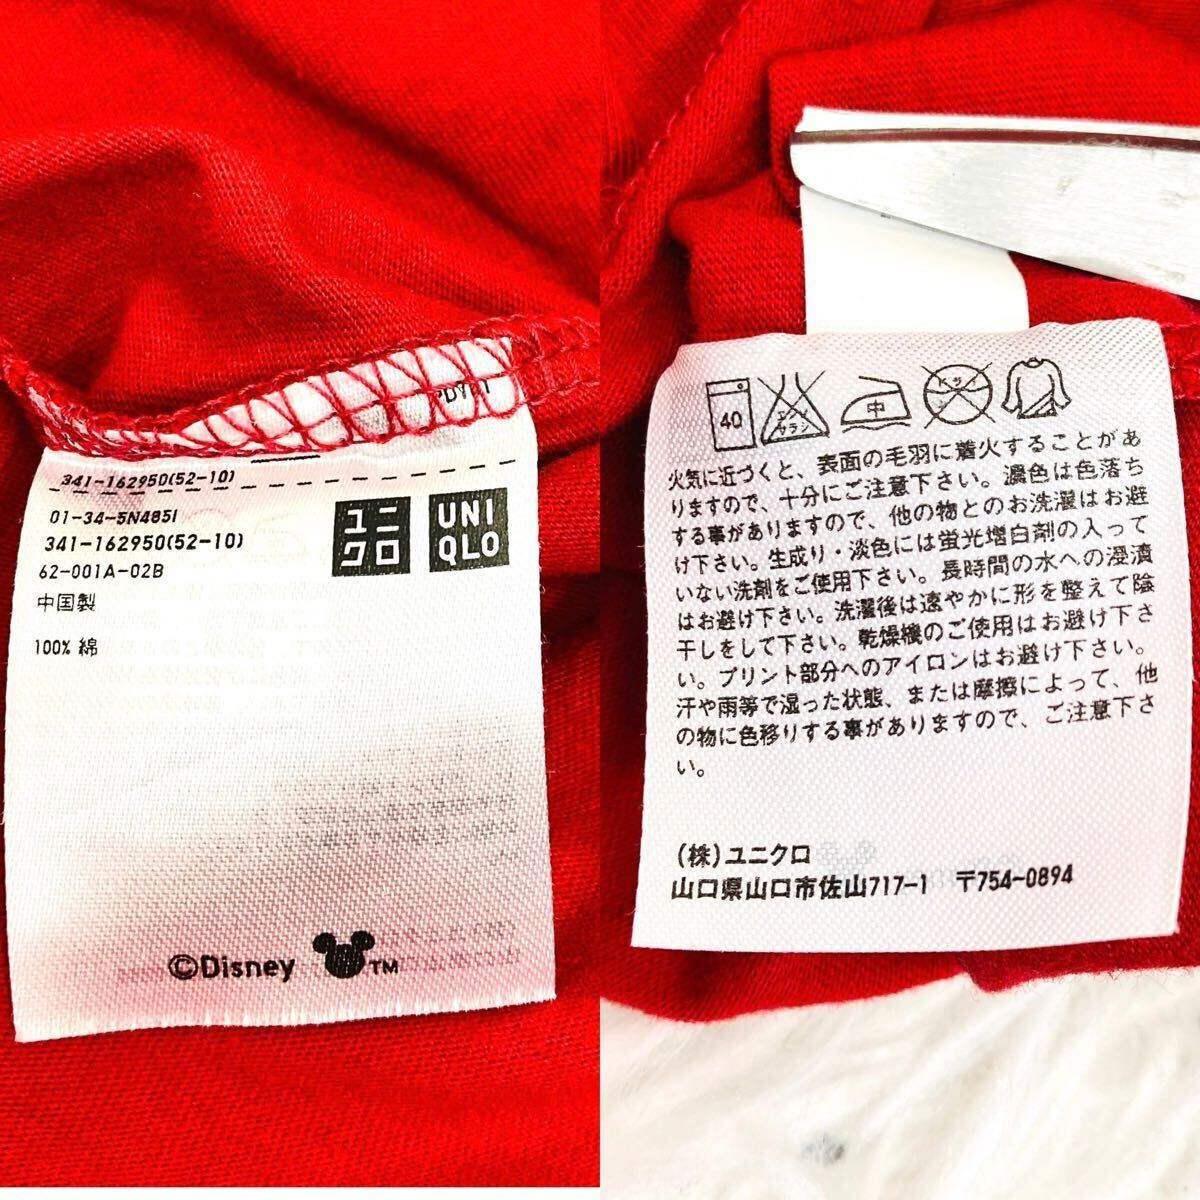 341-162950(52-10)
01-34-5N485I
341-162950(52-10)
62-001A-02B
中国製
100% 綿
ユニ
クロ
UNI
QLO
©Disney TM
40
エンソ
サラシ
中
ドライ
火気に近づくと、表面の毛羽に着火することがあ
りますので、十分にご注意下さい。濃色は色落ち
する事がありますので、他の物とのお洗濯はお避
け下さい。生成り・淡色には蛍光増白剤の入って
いない洗剤をご使用下さい。長時間の水への浸漬
はお避け下さい。洗濯後は速やかに形を整えて陰
干しをして下さい。乾燥機のご使用はお避け下さ
い。プリント部分へのアイロンはお避け下さい。
汗や雨等で湿った状態、または摩擦によって、他
の物に色移りする事がありますので、ご注意下さ
い。
(株)ユニクロ
山口県山口市佐山717-1 〒754-0894